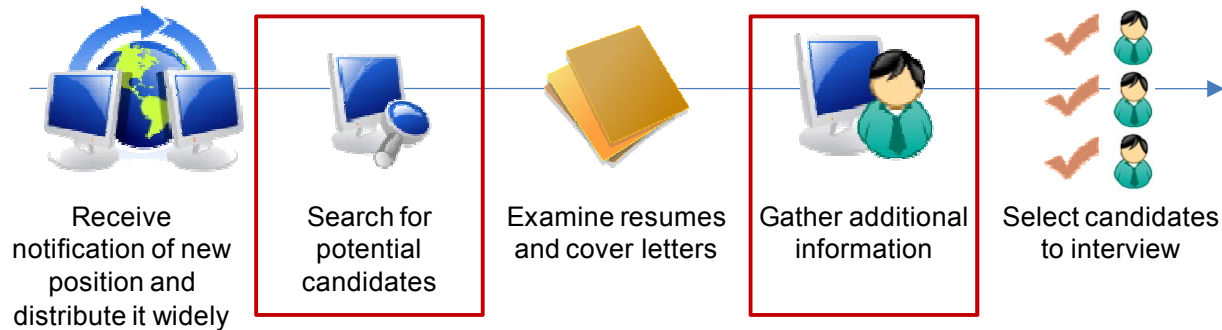 Receive
notification of new
position and
distribute it widely
Search for
potential
candidates
Examine resumes
and cover letters
Gather additional
information
Select candidates
to interview